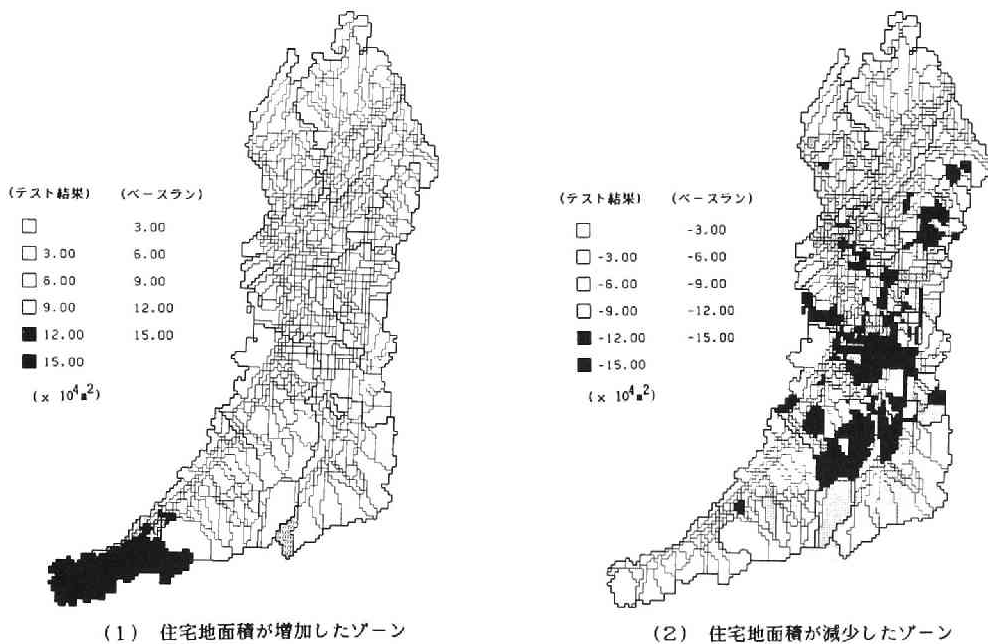 (テスト結果) (ベースラン)
3.00
3.00 6.00
6.00 9.00
9.00 12.00
12.00 15.00
15.00
(x 10⁴m²)
(1) 住宅地面積が増加したゾーン
(テスト結果) (ベースラン)
-3.00
-3.00 -6.00
-6.00 -9.00
-9.00 -12.00
-12.00 -15.00
-15.00
(x 10⁴m²)
(2) 住宅地面積が減少したゾーン